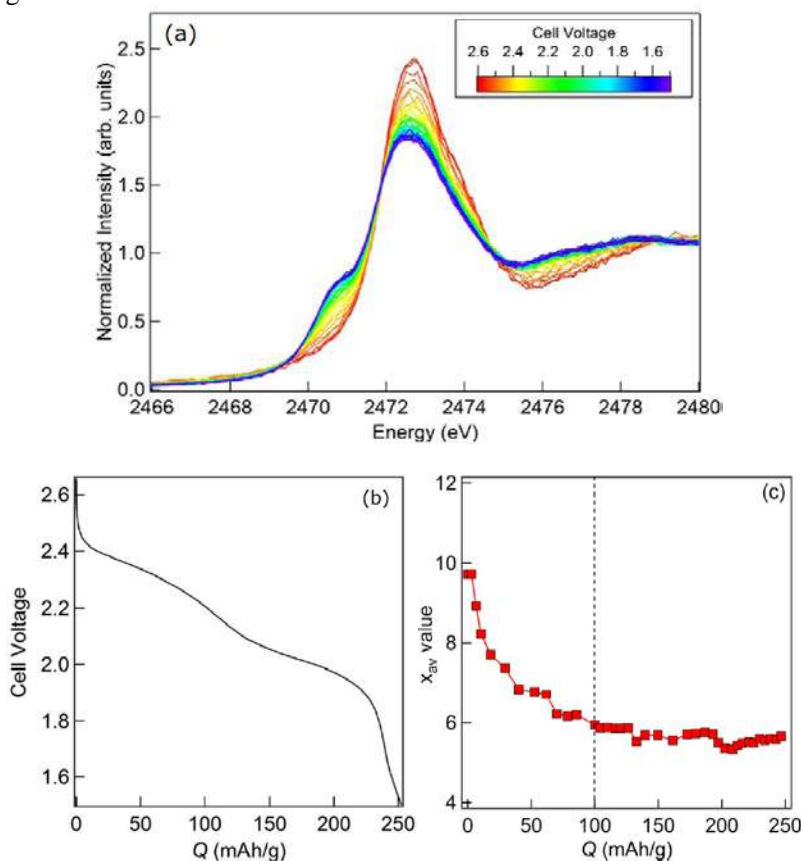 g
(a)
Cell Voltage
2.6 2.4 2.2 2.0 1.8 1.6
Normalized Intensity (arb. units)
2.5
2.0
1.5
1.0
0.5
0.0
2466 2468 2470 2472 2474 2476 2478 2480
Energy (eV)
(b)
Cell Voltage
2.6
2.4
2.2
2.0
1.8
1.6
0 50 100 150 200 250
Q (mAh/g)
(c)
x_av value
12
10
8
6
4
0 50 100 150 200 250
Q (mAh/g)